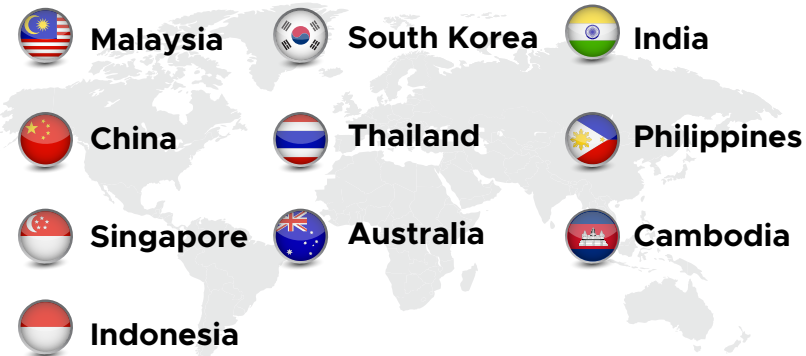 Malaysia
South Korea
India
China
Thailand
Philippines
Singapore
Australia
Cambodia
Indonesia